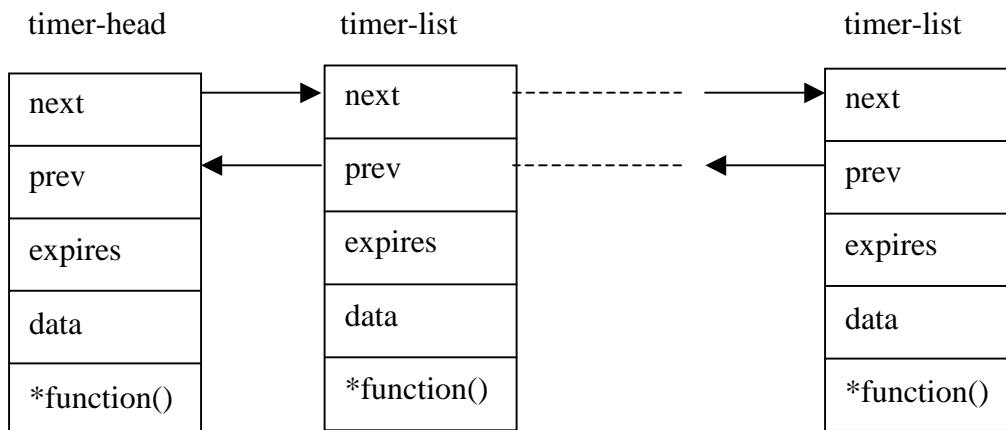 timer-head timer-list timer-list
next next next
prev prev prev
expires expires expires
data data data
*function() *function() *function()